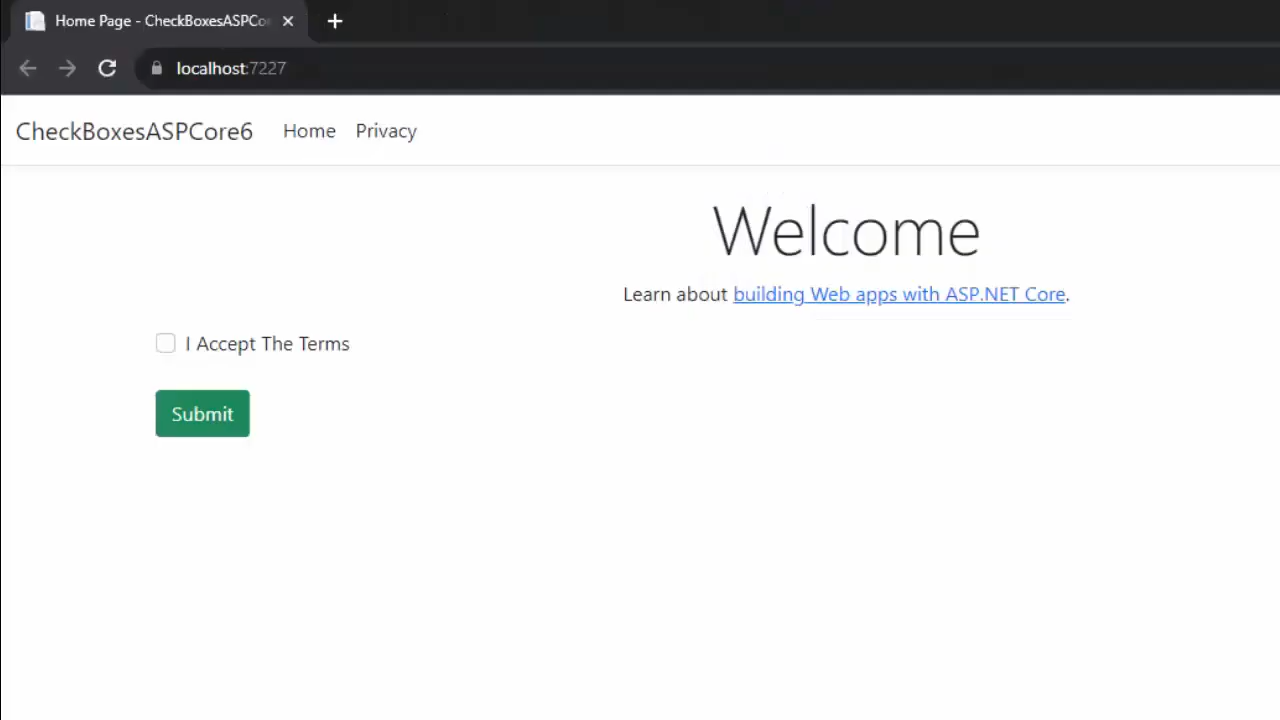 Home Page - CheckBoxesASPCo
localhost:7227
CheckBoxesASPCore6 Home Privacy
Welcome
Learn about building Web apps with ASP.NET Core.
I Accept The Terms
Submit